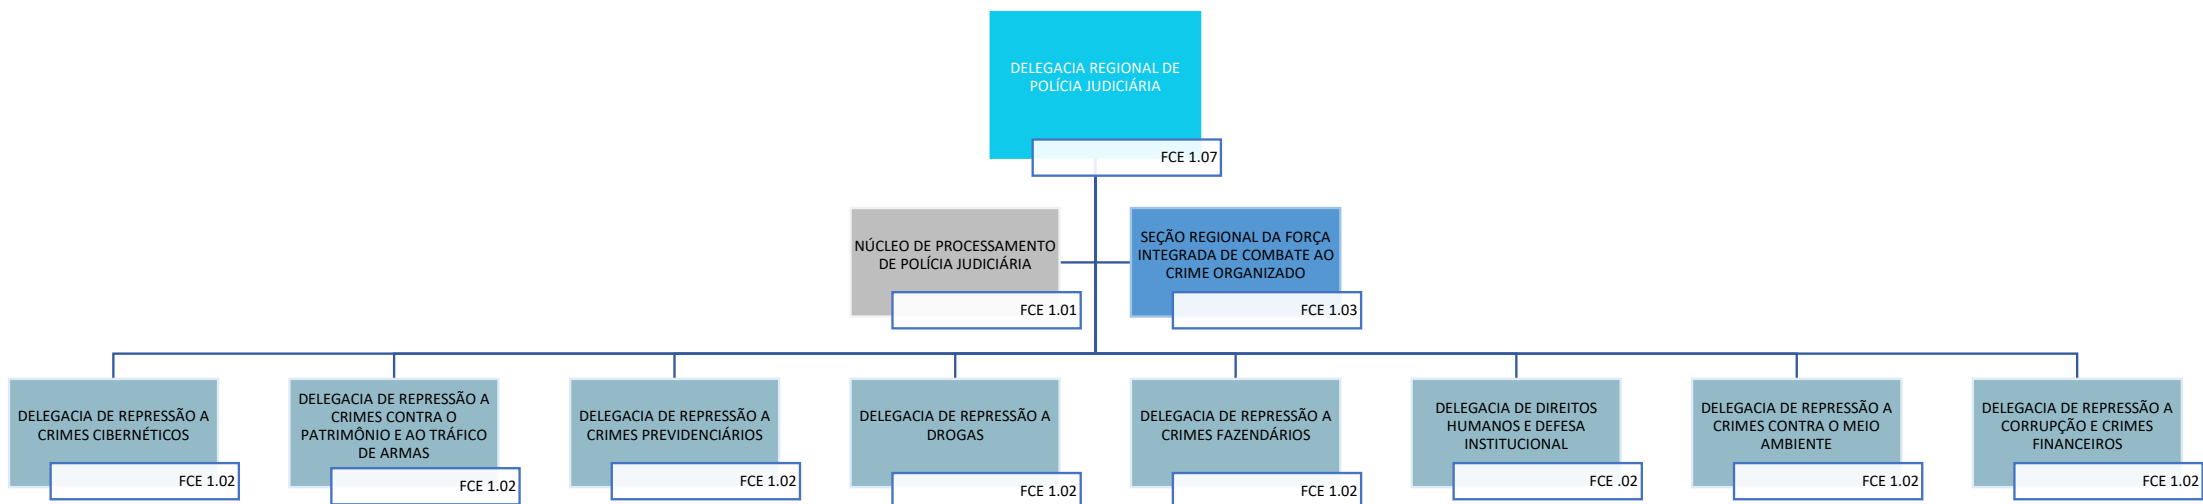 DELEGACIA REGIONAL DE
POLÍCIA JUDICIÁRIA
FCE 1.07
NÚCLEO DE PROCESSAMENTO
DE POLÍCIA JUDICIÁRIA
FCE 1.01
SEÇÃO REGIONAL DA FORÇA
INTEGRADA DE COMBATE AO
CRIME ORGANIZADO
FCE 1.03
DELEGACIA DE REPRESSÃO A
CRIMES CIBERNÉTICOS
FCE 1.02
DELEGACIA DE REPRESSÃO A
CRIMES CONTRA O
PATRIMÔNIO E AO TRÁFICO
DE ARMAS
FCE 1.02
DELEGACIA DE REPRESSÃO A
CRIMES PREVIDENCIÁRIOS
FCE 1.02
DELEGACIA DE REPRESSÃO A
DROGAS
FCE 1.02
DELEGACIA DE REPRESSÃO A
CRIMES FAZENDÁRIOS
FCE 1.02
DELEGACIA DE DIREITOS
HUMANOS E DEFESA
INSTITUCIONAL
FCE .02
DELEGACIA DE REPRESSÃO A
CRIMES CONTRA O MEIO
AMBIENTE
FCE 1.02
DELEGACIA DE REPRESSÃO A
CORRUPÇÃO E CRIMES
FINANCEIROS
FCE 1.02